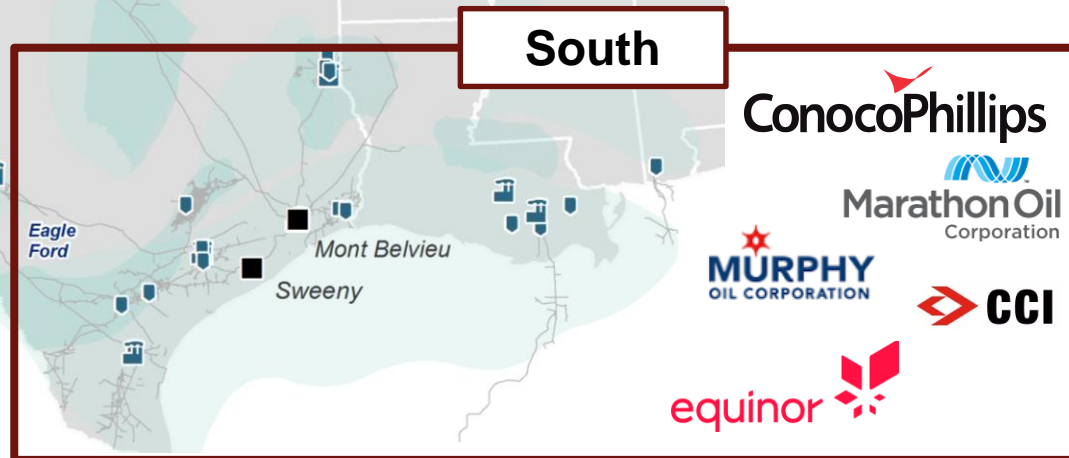 South
ConocoPhillips
Marathon Oil
Corporation
MURPHY
OIL CORPORATION
CCI
equinor
Eagle
Ford
Mont Belvieu
Sweeny